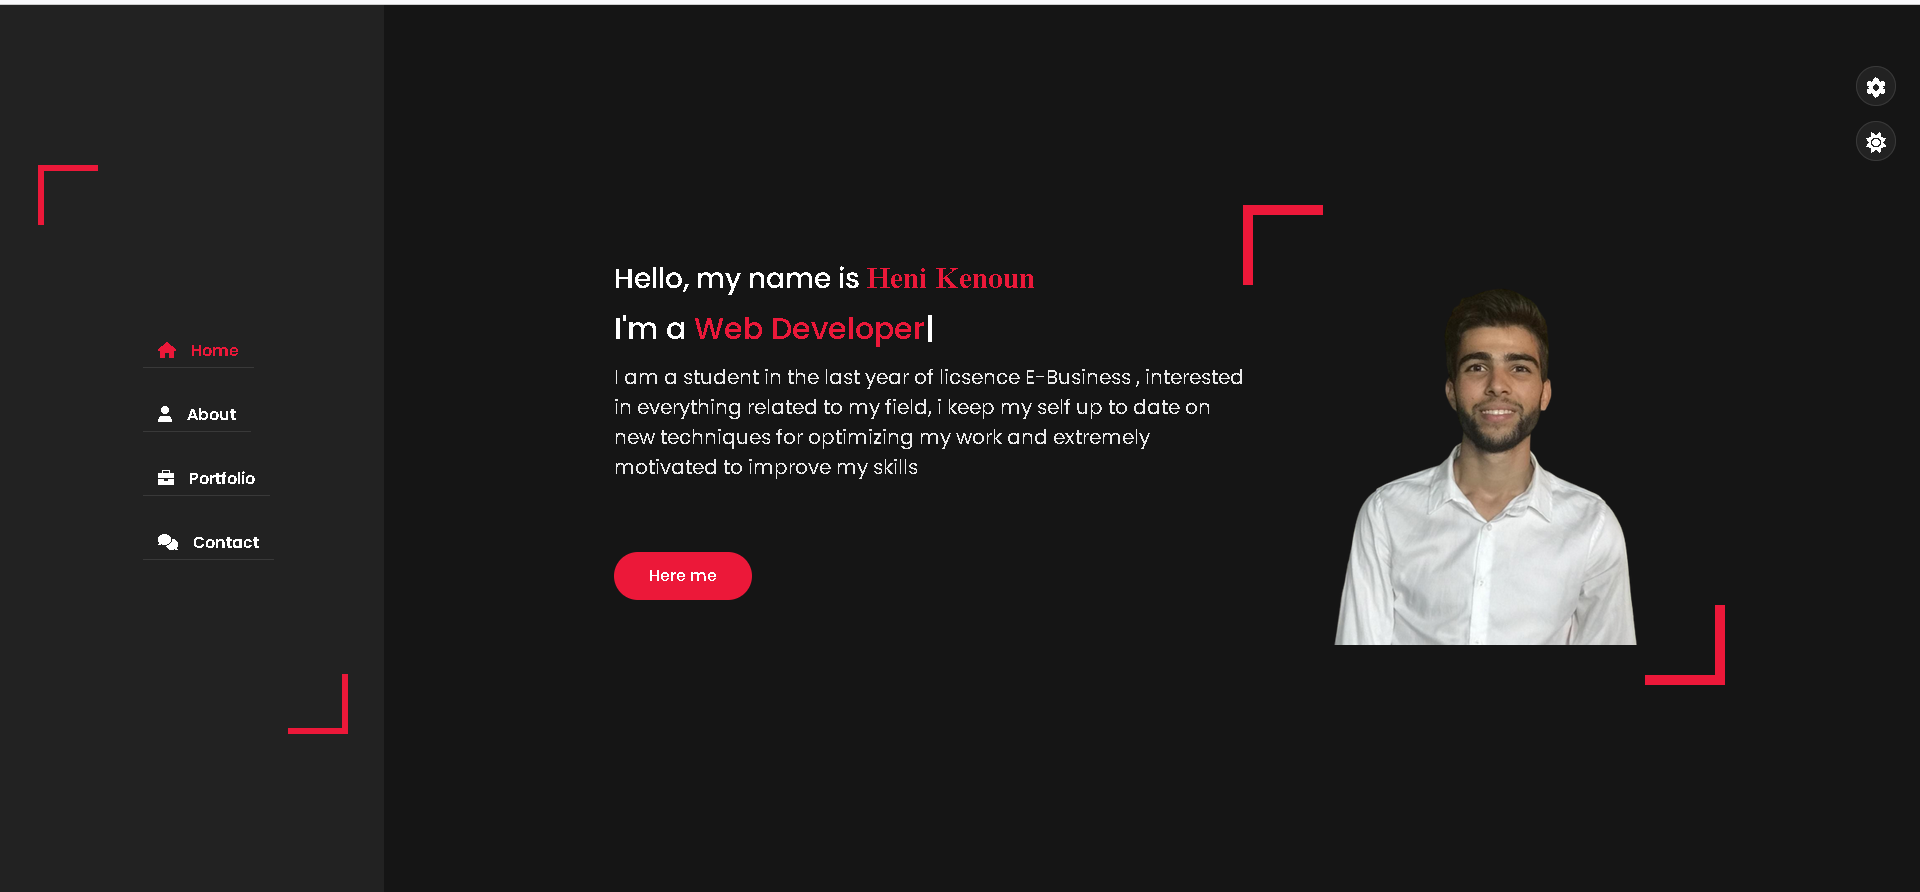 Home
About
Portfolio
Contact
Hello, my name is Heni Kenoun
I'm a Web Developer|
I am a student in the last year of licsence E-Business , interested
in everything related to my field, i keep my self up to date on
new techniques for optimizing my work and extremely
motivated to improve my skills
Here me